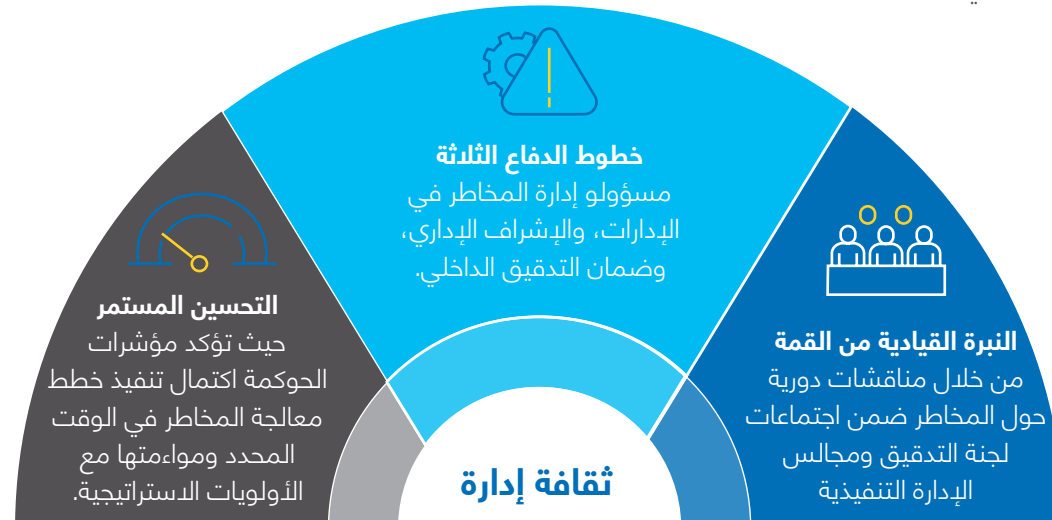 النبرة القيادية من القمة
من خلال مناقشات دورية
حول المخاطر ضمن اجتماعات
لجنة التدقيق ومجالس
الإدارة التنفيذية
خطوط الدفاع الثلاثة
مسؤولو إدارة المخاطر في
الإدارات، والإشراف الإداري،
وضمان التدقيق الداخلي.
التحسين المستمر
حيث تؤكد مؤشرات
الحوكمة اكتمال تنفيذ خطط
معالجة المخاطر في الوقت
المحدد ومواءمتها مع
الأولويات الاستراتيجية.
ثقافة إدارة